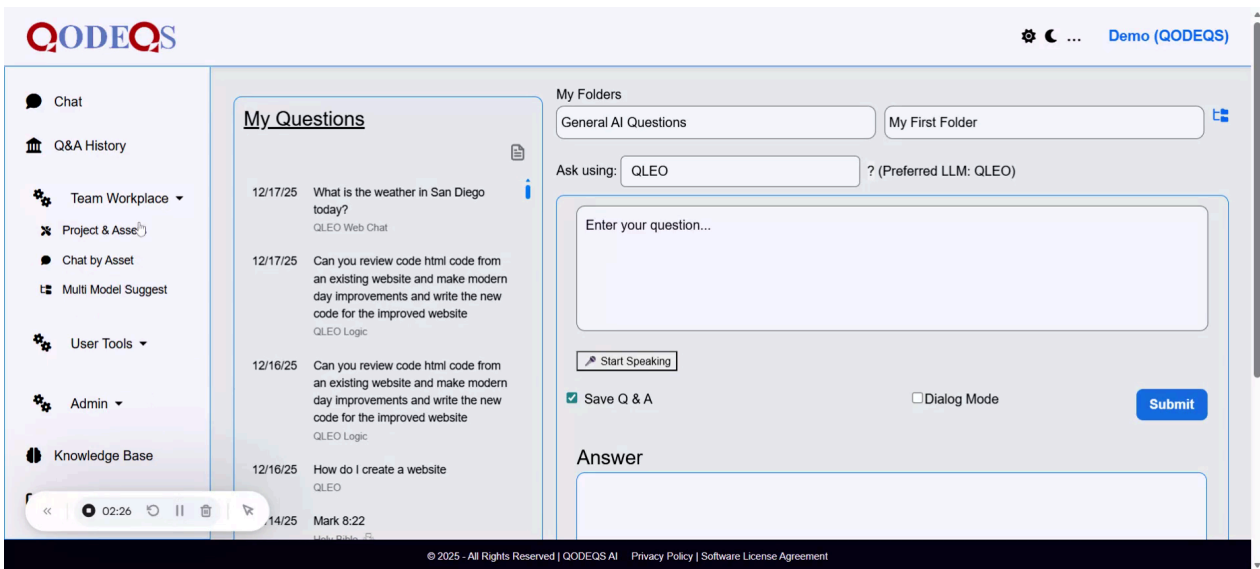 QODEQS
...
Demo (QODEQS)
Chat
Q&A History
Team Workplace
Project & Asse
Chat by Asset
Multi Model Suggest
User Tools
Admin
Knowledge Base
02:26
My Questions
12/17/25 What is the weather in San Diego
today?
QLEO Web Chat
12/17/25 Can you review code html code from
an existing website and make modern
day improvements and write the new
code for the improved website
QLEO Logic
12/16/25 Can you review code html code from
an existing website and make modern
day improvements and write the new
code for the improved website
QLEO Logic
12/16/25 How do I create a website
QLEO
14/25 Mark 8:22
Holy Bible
My Folders
General AI Questions
My First Folder
Ask using: QLEO ? (Preferred LLM: QLEO)
Enter your question...
Start Speaking
Save Q & A
Dialog Mode
Submit
Answer
© 2025 - All Rights Reserved | QODEQS AI Privacy Policy | Software License Agreement